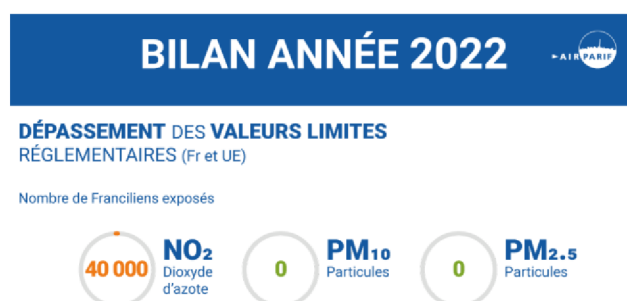 BILAN ANNÉE 2022
AIRPARIF
DÉPASSEMENT DES VALEURS LIMITES
RÉGLEMENTAIRES (Fr et UE)
Nombre de Franciliens exposés
40 000
NO₂
Dioxyde
d'azote
0
PM₁₀
Particules
0
PM₂.₅
Particules